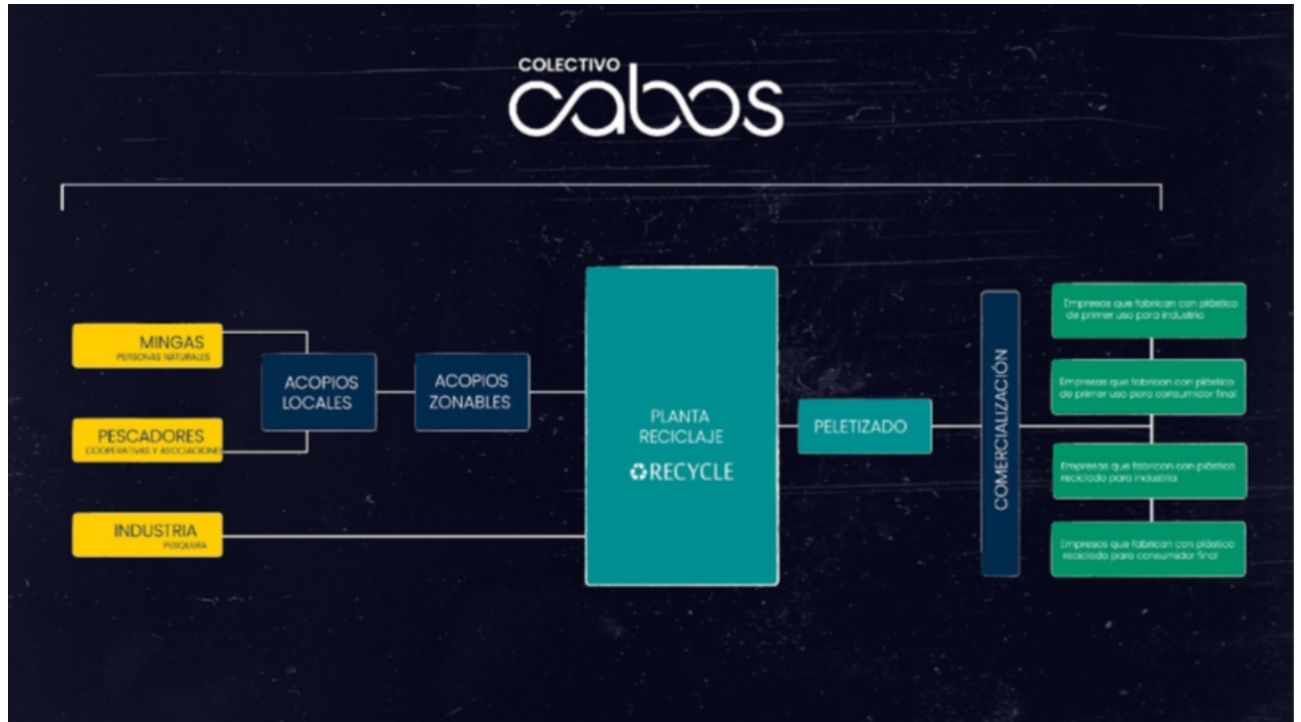 COLECTIVO
cabos
MINGAS
PERSONAS NATURALES
PESCADORES
COOPERATIVAS Y ASOCIACIONE
INDUSTRIA
PESQUERA
ACOPIOS
LOCALES
ACOPIOS
ZONABLES
PLANTA
RECICLAJE
♻RECYCLE
PELETIZADO
COMERCIALIZACIÓN
Empresas que fabrican con plástico
de primer uso para industria
Empresas que fabrican con plástico
de primer uso para consumidor final
Empresas que fabrican con plástico
reciclado para industria
Empresas que fabrican con plástico
reciclado para consumidor final